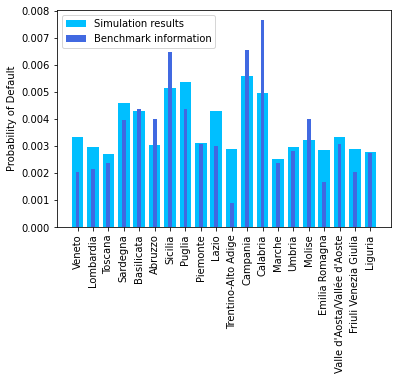 Simulation results
Benchmark information
Probability of Default
0.008
0.007
0.006
0.005
0.004
0.003
0.002
0.001
0.000
Veneto
Lombardia
Toscana
Sardegna
Basilicata
Abruzzo
Sicilia
Puglia
Piemonte
Lazio
Trentino-Alto Adige
Campania
Calabria
Marche
Umbria
Molise
Emilia Romagna
Valle d'Aosta/Vallée d'Aoste
Friuli Venezia Giulia
Liguria